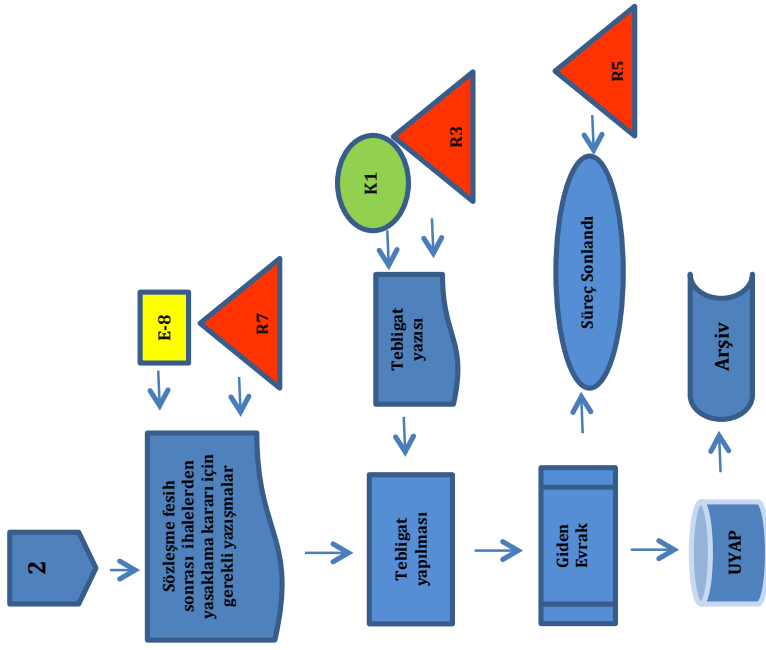 2
E-8
R7
Sözleşme fesih
sonrası ihalelerden
yasaklama kararı için
gerekli yazışmalar
K1
R3
Tebligat
yazısı
Tebligat
yapılması
R5
Süreç Sonlandı
Giden
Evrak
Arşiv
UYAP